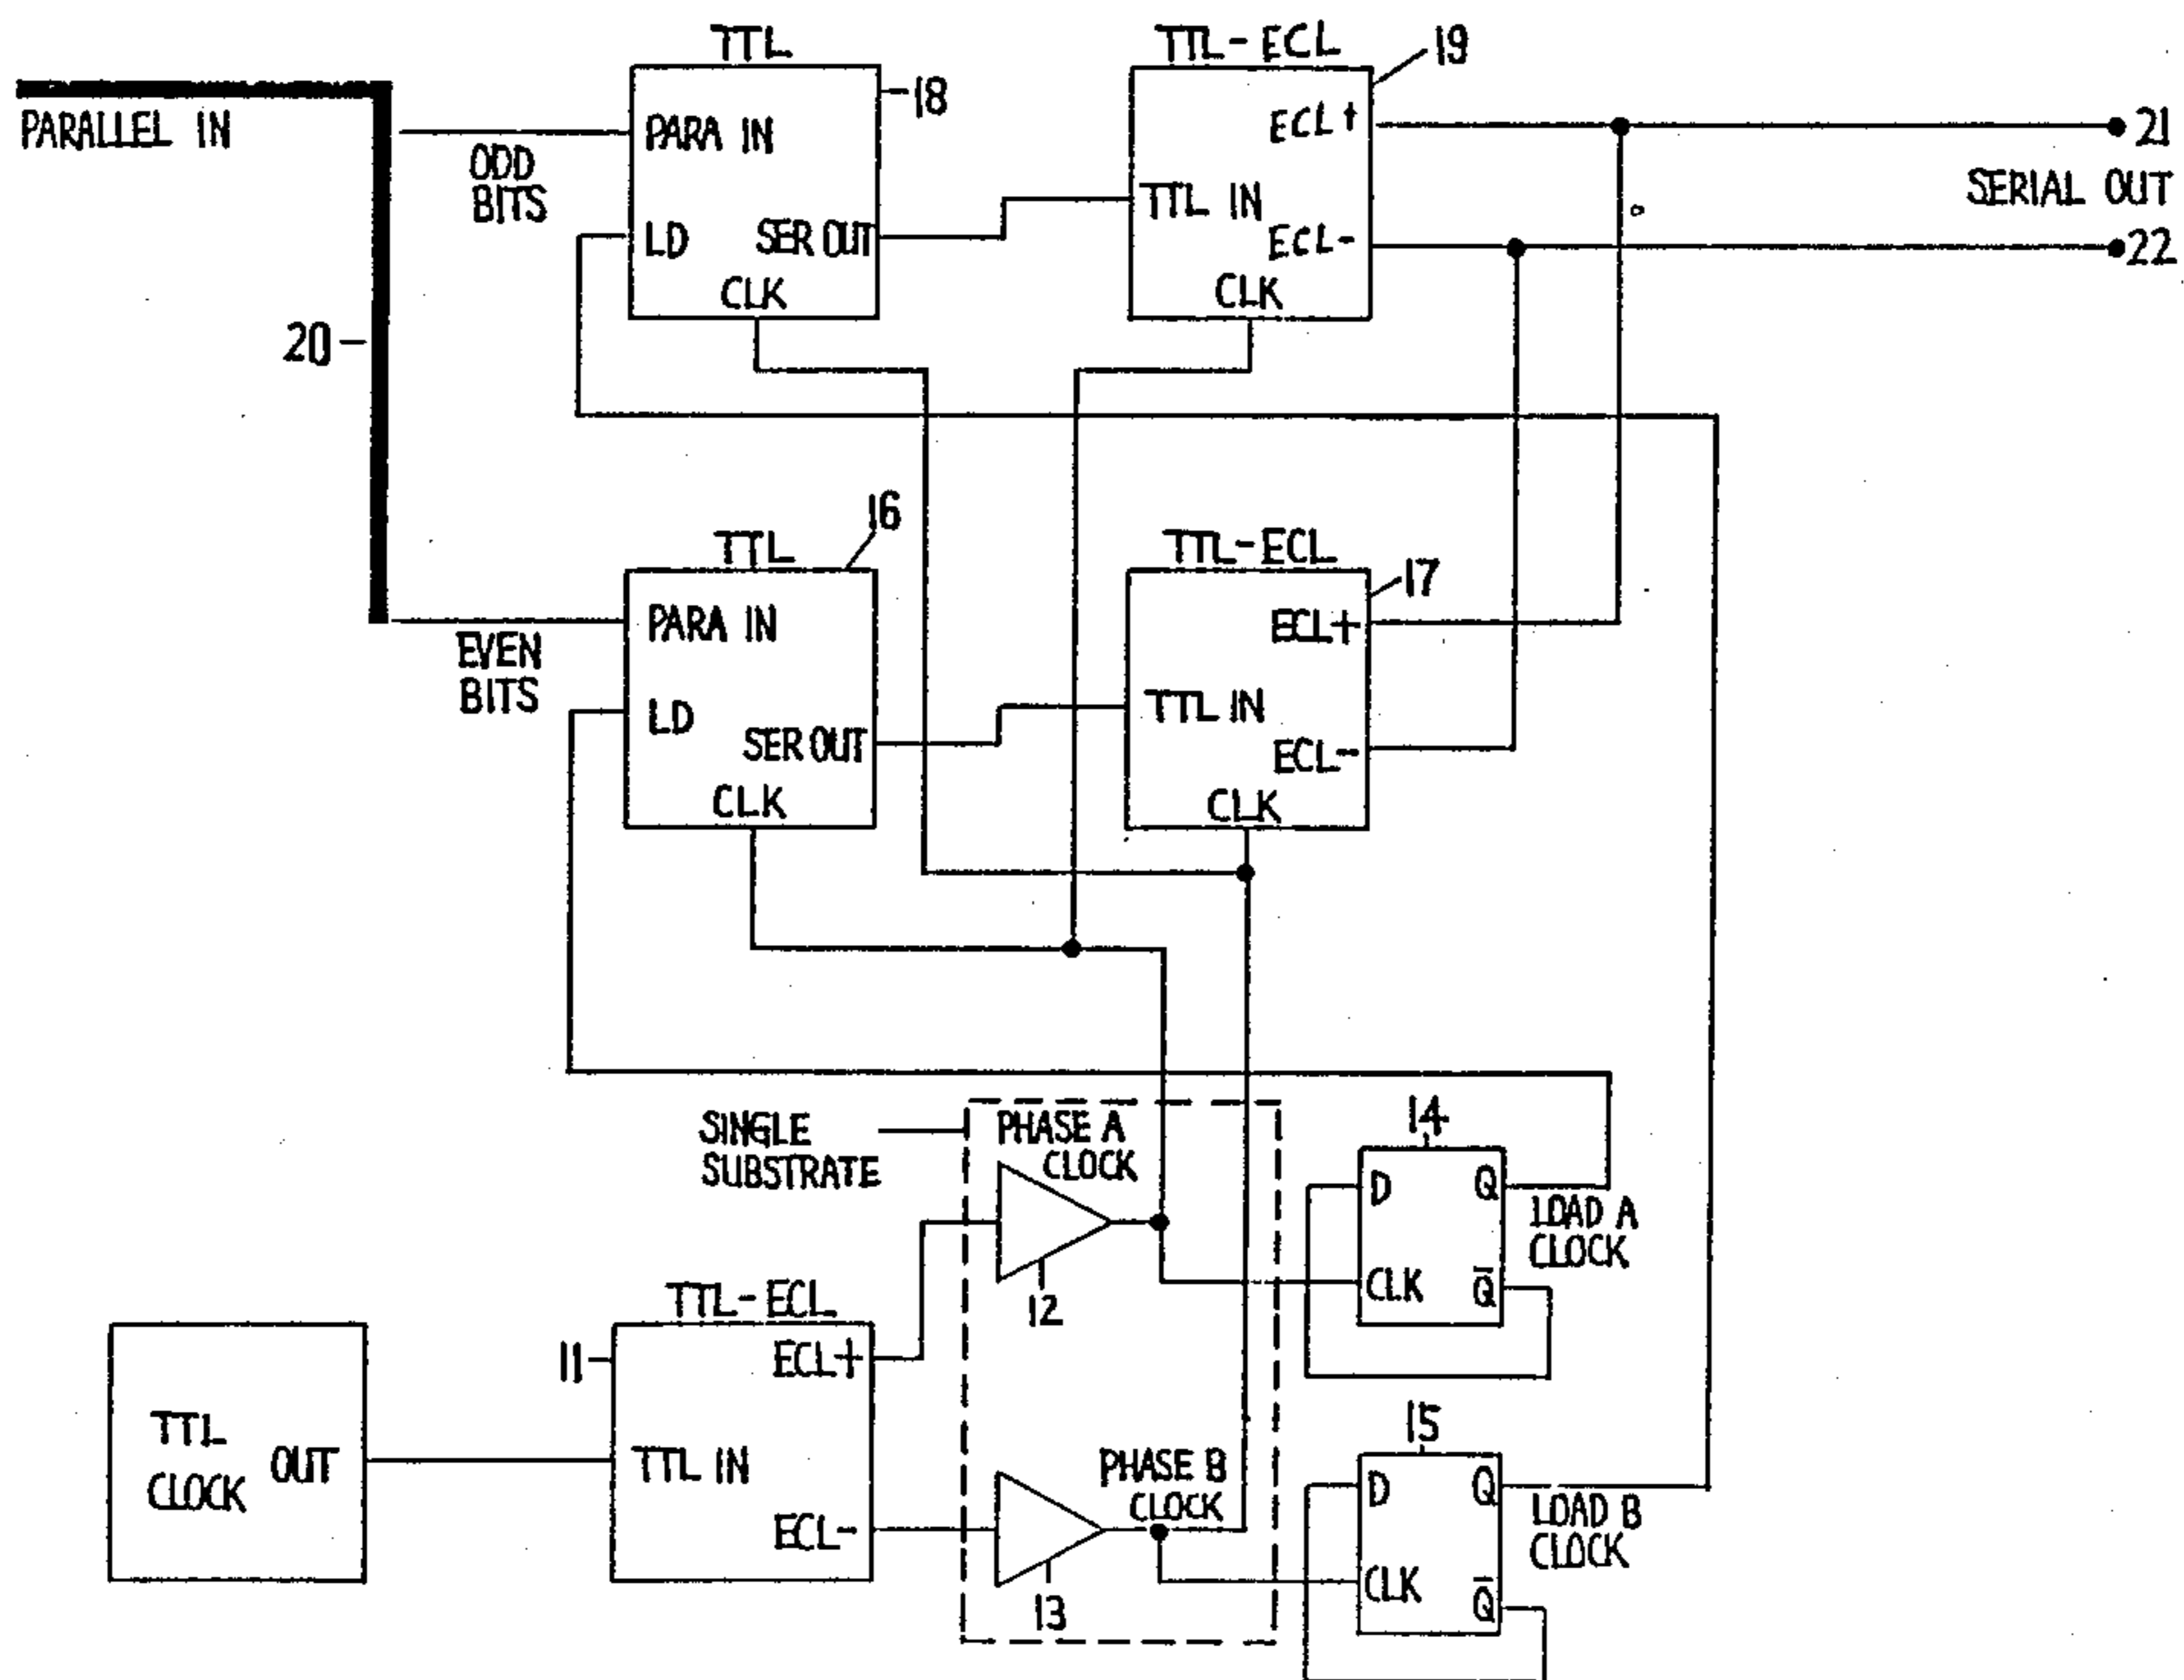 TTL
TTL-ECL
19
18
PARALLEL IN
PARA IN
ODD
BITS
ECL+
21
SERIAL OUT
TTL IN
LD
SER OUT
ECL-
22
CLK
CLK
20
16
TTL
TTL-ECL
17
PARA IN
EVEN
BITS
ECL+
LD
TTL IN
SER OUT
ECL-
CLK
CLK
SINGLE
SUBSTRATE
PHASE A
CLOCK
14
D
Q
LOAD A
CLOCK
CLK
Q̅
12
TTL-ECL
11
ECL+
TTL
CLOCK
OUT
TTL IN
ECL-
PHASE B
CLOCK
13
15
D
Q
LOAD B
CLOCK
CLK
Q̅